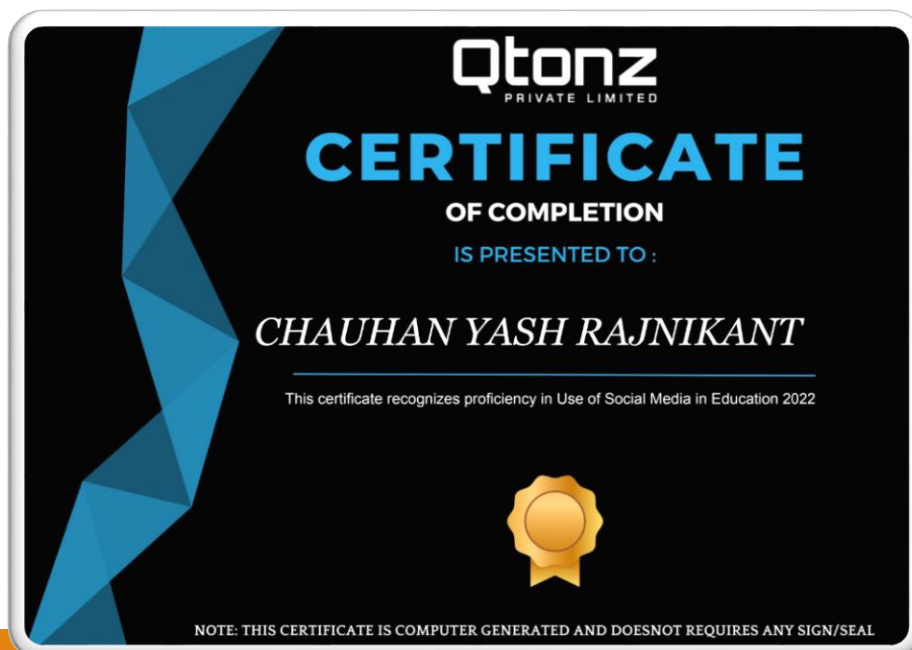 Qtonz
PRIVATE LIMITED
CERTIFICATE
OF COMPLETION
IS PRESENTED TO :
CHAUHAN YASH RAJNIKANT
This certificate recognizes proficiency in Use of Social Media in Education 2022
NOTE: THIS CERTIFICATE IS COMPUTER GENERATED AND DOESNOT REQUIRES ANY SIGN/SEAL